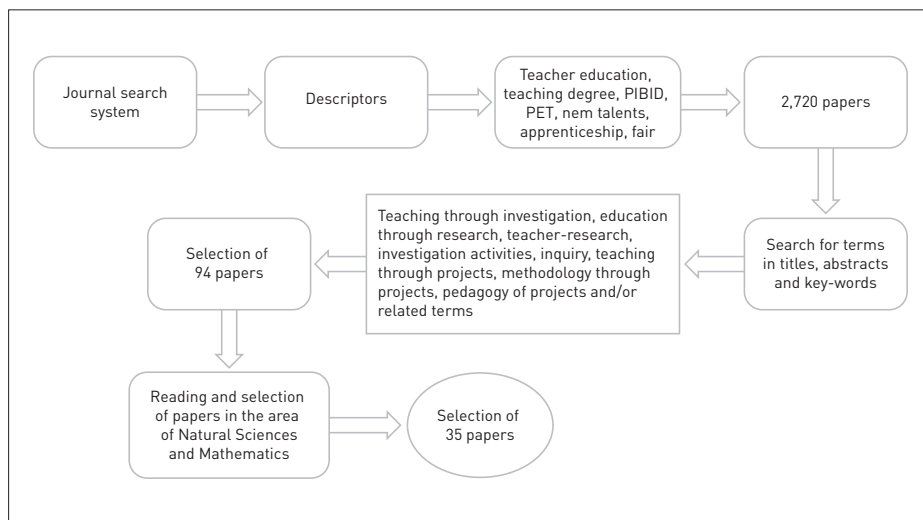 Journal search
system
Descriptors
Teacher education,
teaching degree, PIBID,
PET, nem talents,
apprenticeship, fair
2,720 papers
Search for terms
in titles, abstracts
and key-words
Teaching through investigation, education
through research, teacher-research,
investigation activities, inquiry, teaching
through projects, methodology through
projects, pedagogy of projects and/or
related terms
Selection of
94 papers
Reading and selection
of papers in the area
of Natural Sciences
and Mathematics
Selection of
35 papers